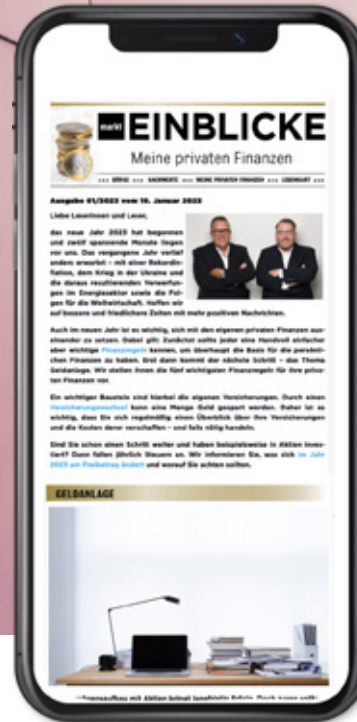 markt EINBLICKE
Meine privaten Finanzen
BÖRSE SACHWERTE MEINE PRIVATEN FINANZEN LEBENSART
Ausgabe 01/2023 vom 19. Januar 2023
Liebe Leserinnen und Leser,
das neue Jahr 2023 hat begonnen
und zwölf spannende Monate liegen
vor uns. Das vergangene Jahr verlief
anders erwartet – mit einer Rekordin-
flation, dem Krieg in der Ukraine und
die daraus resultierenden Verwerfun-
gen im Energiesektor sowie die Fol-
gen für die Weltwirtschaft. Hoffen wir
auf bessere und friedlichere Zeiten mit mehr positiven Nachrichten.
Auch im neuen Jahr ist es wichtig, sich mit den eigenen privaten Finanzen aus-
einander zu setzen. Dabei gilt: Zunächst sollte jeder eine Handvoll einfacher
aber wichtige Finanzregeln kennen, um überhaupt die Basis für die persönli-
chen Finanzen zu haben. Erst dann kommt der nächste Schritt – das Thema
Geldanlage. Wir stellen Ihnen die fünf wichtigsten Finanzregeln für Ihre priva-
ten Finanzen vor.
Ein wichtiger Baustein sind hierbei die eigenen Versicherungen. Durch einen
Versicherungswechsel kann eine Menge Geld gespart werden. Daher ist es
wichtig, dass Sie sich regelmäßig einen Überblick über Ihre Versicherungen
und die Kosten derer verschaffen – und falls nötig handeln.
Sind Sie schon einen Schritt weiter und haben beispielsweise in Aktien inves-
tiert? Dann fallen jährlich Steuern an. Wir informieren Sie, was sich im Jahr
2023 am Freibetrag ändert und worauf Sie achten sollten.
GELDANLAGE
mit Aktien bringt langfristig Erfolg. Doch